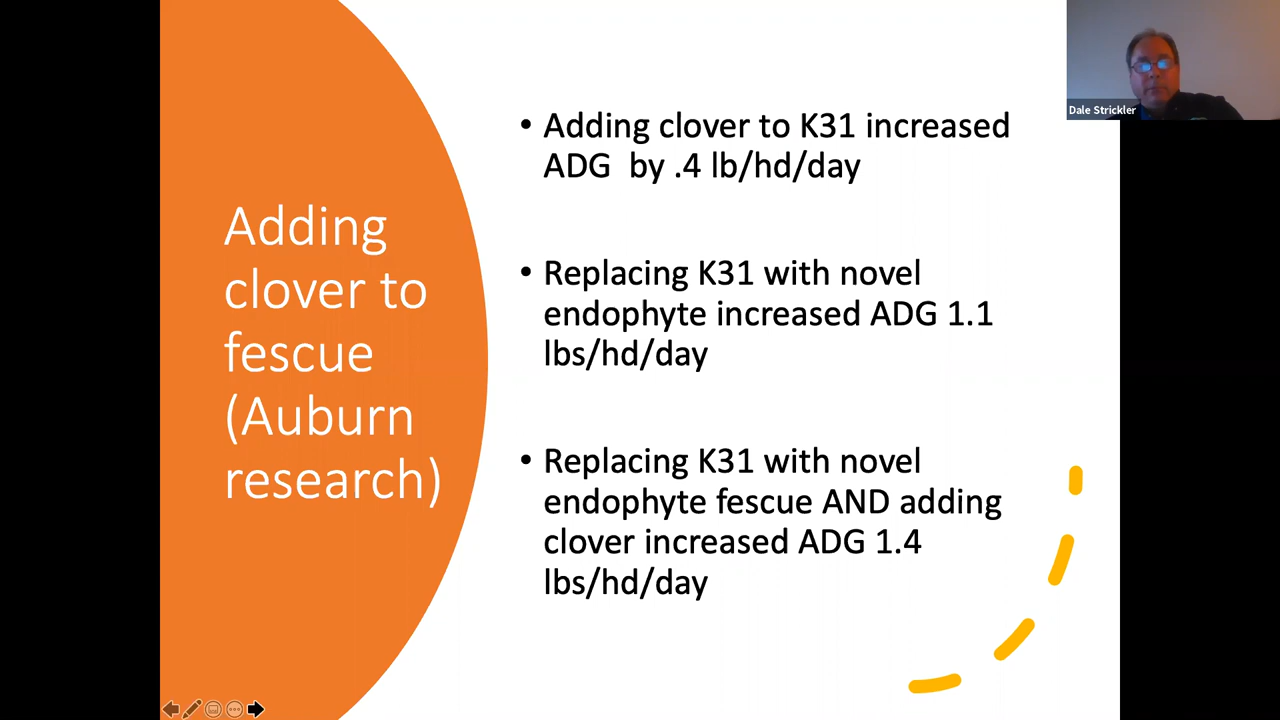 Adding
clover to
fescue
(Auburn
research)
• Adding clover to K31 increased
ADG  by .4 lb/hd/day
• Replacing K31 with novel
endophyte increased ADG 1.1
lbs/hd/day
• Replacing K31 with novel
endophyte fescue AND adding
clover increased ADG 1.4
lbs/hd/day
Dale Strickler